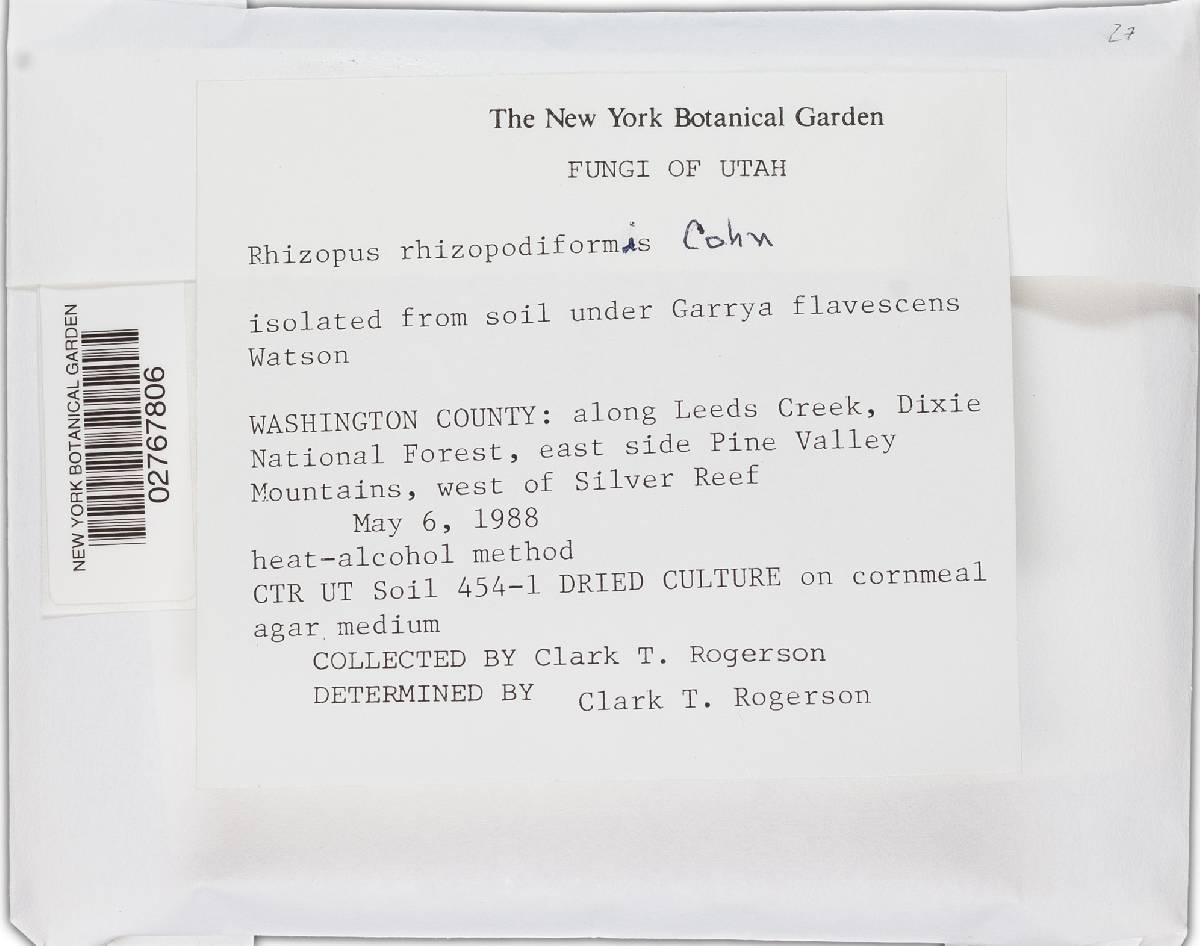 27
The New York Botanical Garden
FUNGI OF UTAH
Rhizopus rhizopodiformis Cohn
isolated from soil under Garrya flavescens
Watson
WASHINGTON COUNTY: along Leeds Creek, Dixie
National Forest, east side Pine Valley
Mountains, west of Silver Reef
May 6, 1988
heat-alcohol method
CTR UT Soil 454-1 DRIED CULTURE on cornmeal
agar medium
COLLECTED BY Clark T. Rogerson
DETERMINED BY Clark T. Rogerson
NEW YORK BOTANICAL GARDEN
02767806